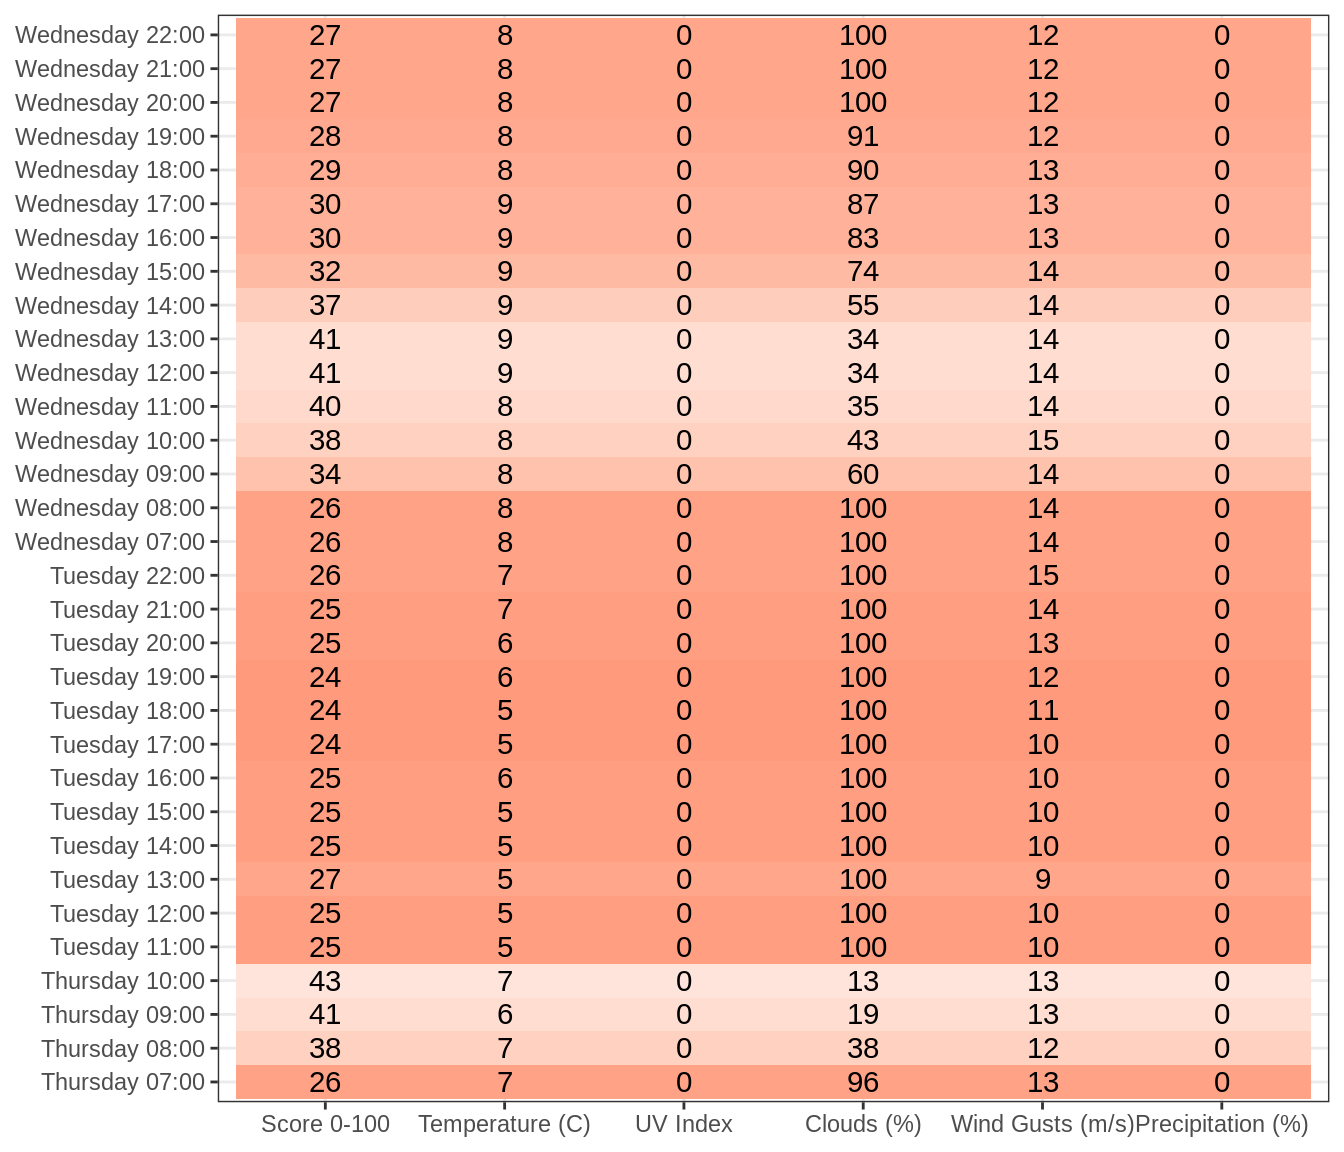 Wednesday 22:00 27 8 0 100 12 0
Wednesday 21:00 27 8 0 100 12 0
Wednesday 20:00 27 8 0 100 12 0
Wednesday 19:00 28 8 0 91 12 0
Wednesday 18:00 29 8 0 90 13 0
Wednesday 17:00 30 9 0 87 13 0
Wednesday 16:00 30 9 0 83 13 0
Wednesday 15:00 32 9 0 74 14 0
Wednesday 14:00 37 9 0 55 14 0
Wednesday 13:00 41 9 0 34 14 0
Wednesday 12:00 41 9 0 34 14 0
Wednesday 11:00 40 8 0 35 14 0
Wednesday 10:00 38 8 0 43 15 0
Wednesday 09:00 34 8 0 60 14 0
Wednesday 08:00 26 8 0 100 14 0
Wednesday 07:00 26 8 0 100 14 0
Tuesday 22:00 26 7 0 100 15 0
Tuesday 21:00 25 7 0 100 14 0
Tuesday 20:00 25 6 0 100 13 0
Tuesday 19:00 24 6 0 100 12 0
Tuesday 18:00 24 5 0 100 11 0
Tuesday 17:00 24 5 0 100 10 0
Tuesday 16:00 25 6 0 100 10 0
Tuesday 15:00 25 5 0 100 10 0
Tuesday 14:00 25 5 0 100 10 0
Tuesday 13:00 27 5 0 100 9 0
Tuesday 12:00 25 5 0 100 10 0
Tuesday 11:00 25 5 0 100 10 0
Thursday 10:00 43 7 0 13 13 0
Thursday 09:00 41 6 0 19 13 0
Thursday 08:00 38 7 0 38 12 0
Thursday 07:00 26 7 0 96 13 0
Score 0-100 Temperature (C) UV Index Clouds (%) Wind Gusts (m/s) Precipitation (%)